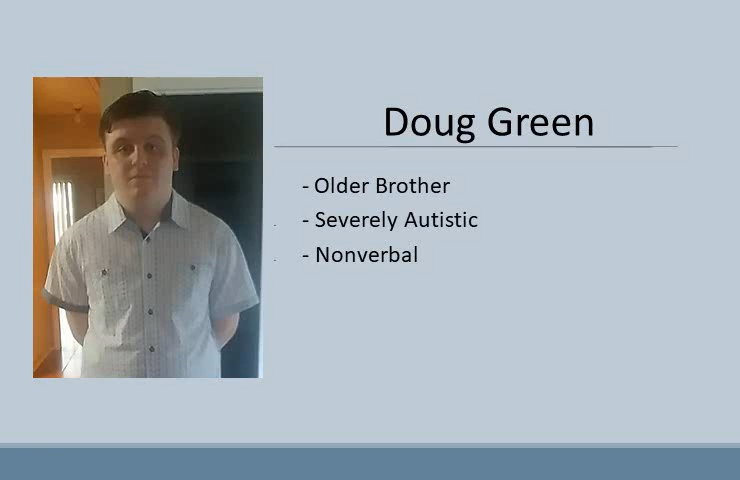 Doug Green
- Older Brother
- Severely Autistic
- Nonverbal